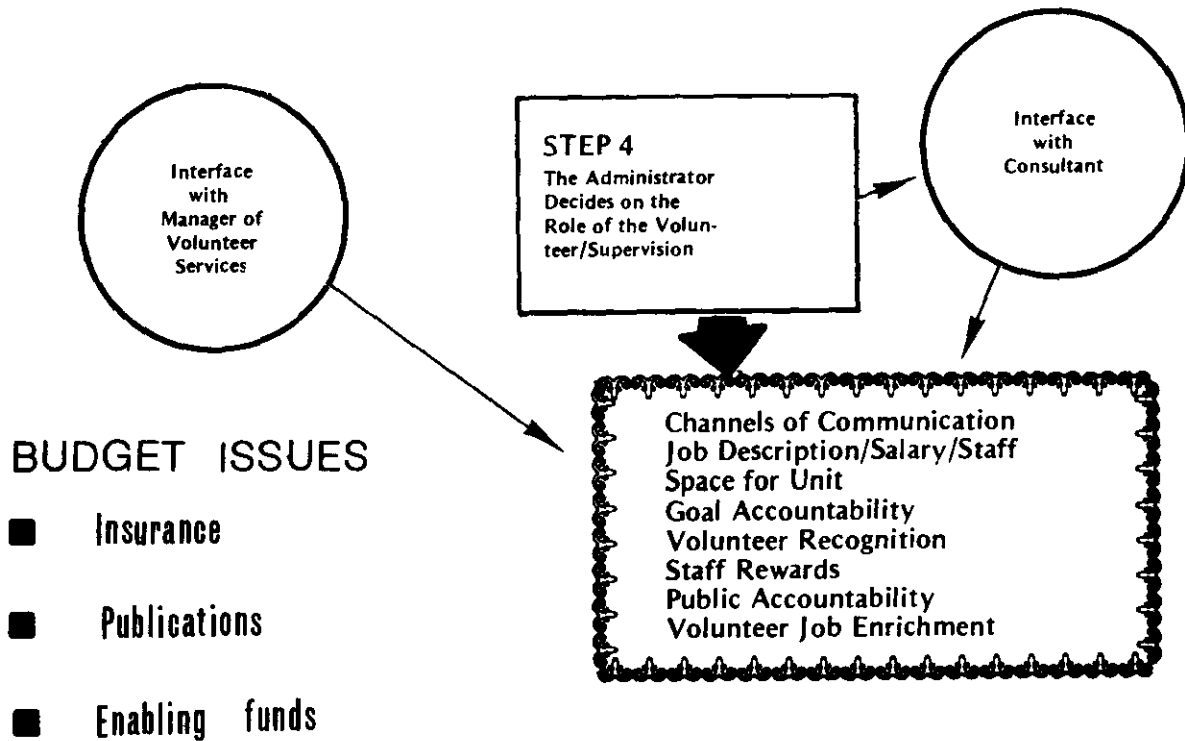 Interface
with
Manager of
Volunteer
Services
STEP 4
The Administrator
Decides on the
Role of the Volun-
teer/Supervision
Interface
with
Consultant
Channels of Communication
Job Description/Salary/Staff
Space for Unit
Goal Accountability
Volunteer Recognition
Staff Rewards
Public Accountability
Volunteer Job Enrichment
BUDGET ISSUES
■ Insurance
■ Publications
■ Enabling funds